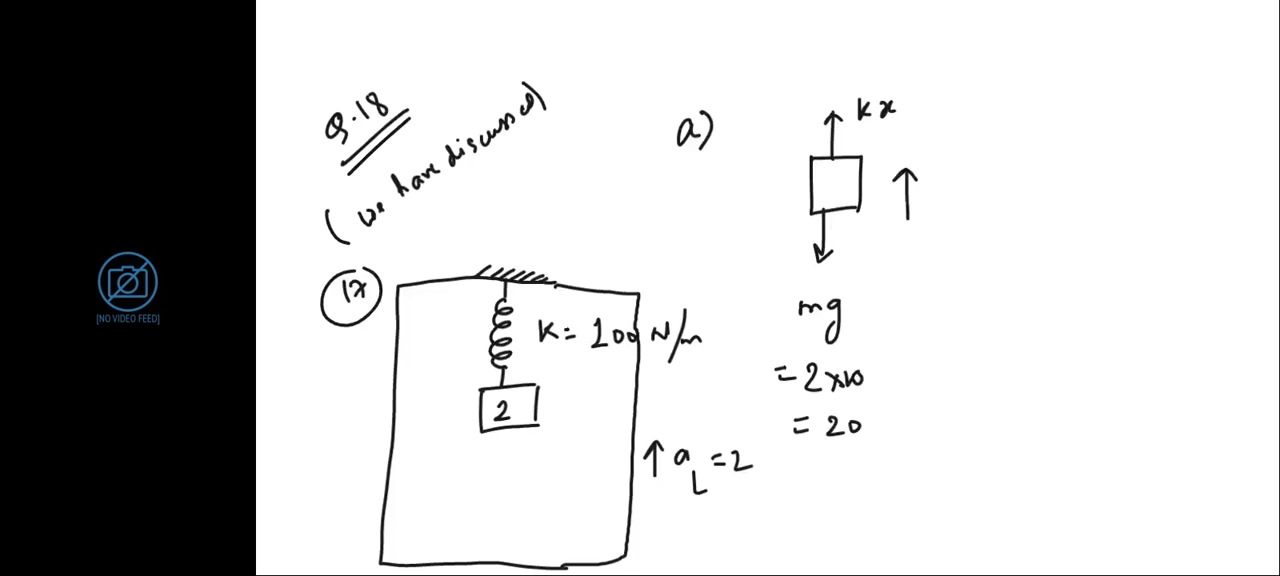 [NO VIDEO FEED]
Q.18
(we have discussed)
17
K = 100 N/m
2
↑ a_L = 2
a)
kx
mg
= 2×10
= 20